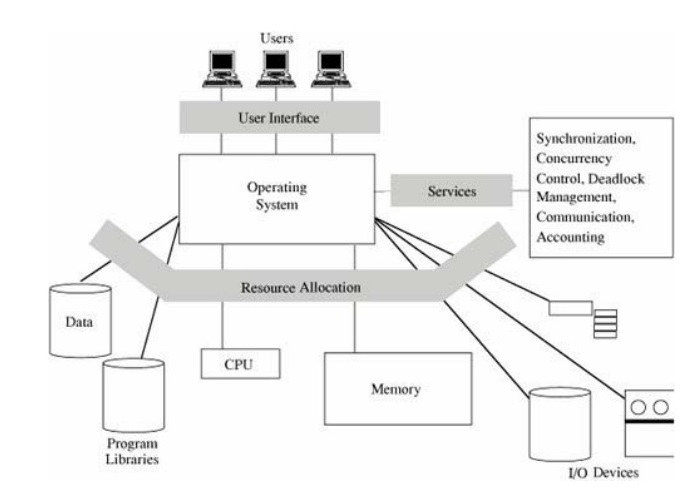 Users
User Interface
Operating
System
Services
Synchronization,
Concurrency
Control, Deadlock
Management,
Communication,
Accounting
Resource Allocation
Data
CPU
Memory
Program
Libraries
I/O Devices